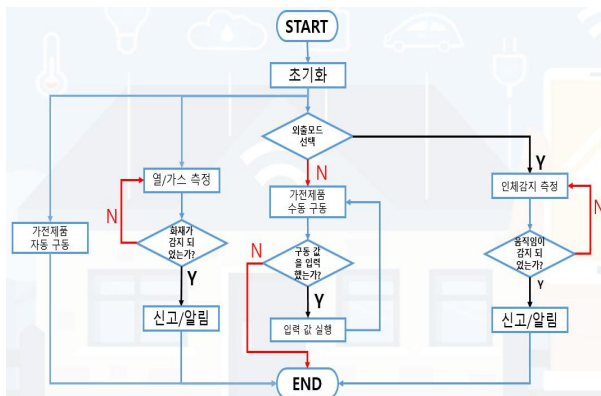 START
초기화
외출모드
선택
Y
N
열/가스 측정
가전제품
수동 구동
인체감지 측정
N
N
가전제품
자동 구동
화재가
감지 되
었는가?
N
구동 값
을 입력
했는가?
움직임이
감지 되
었는가?
Y
Y
Y
신고/알림
입력 값 실행
신고/알림
END